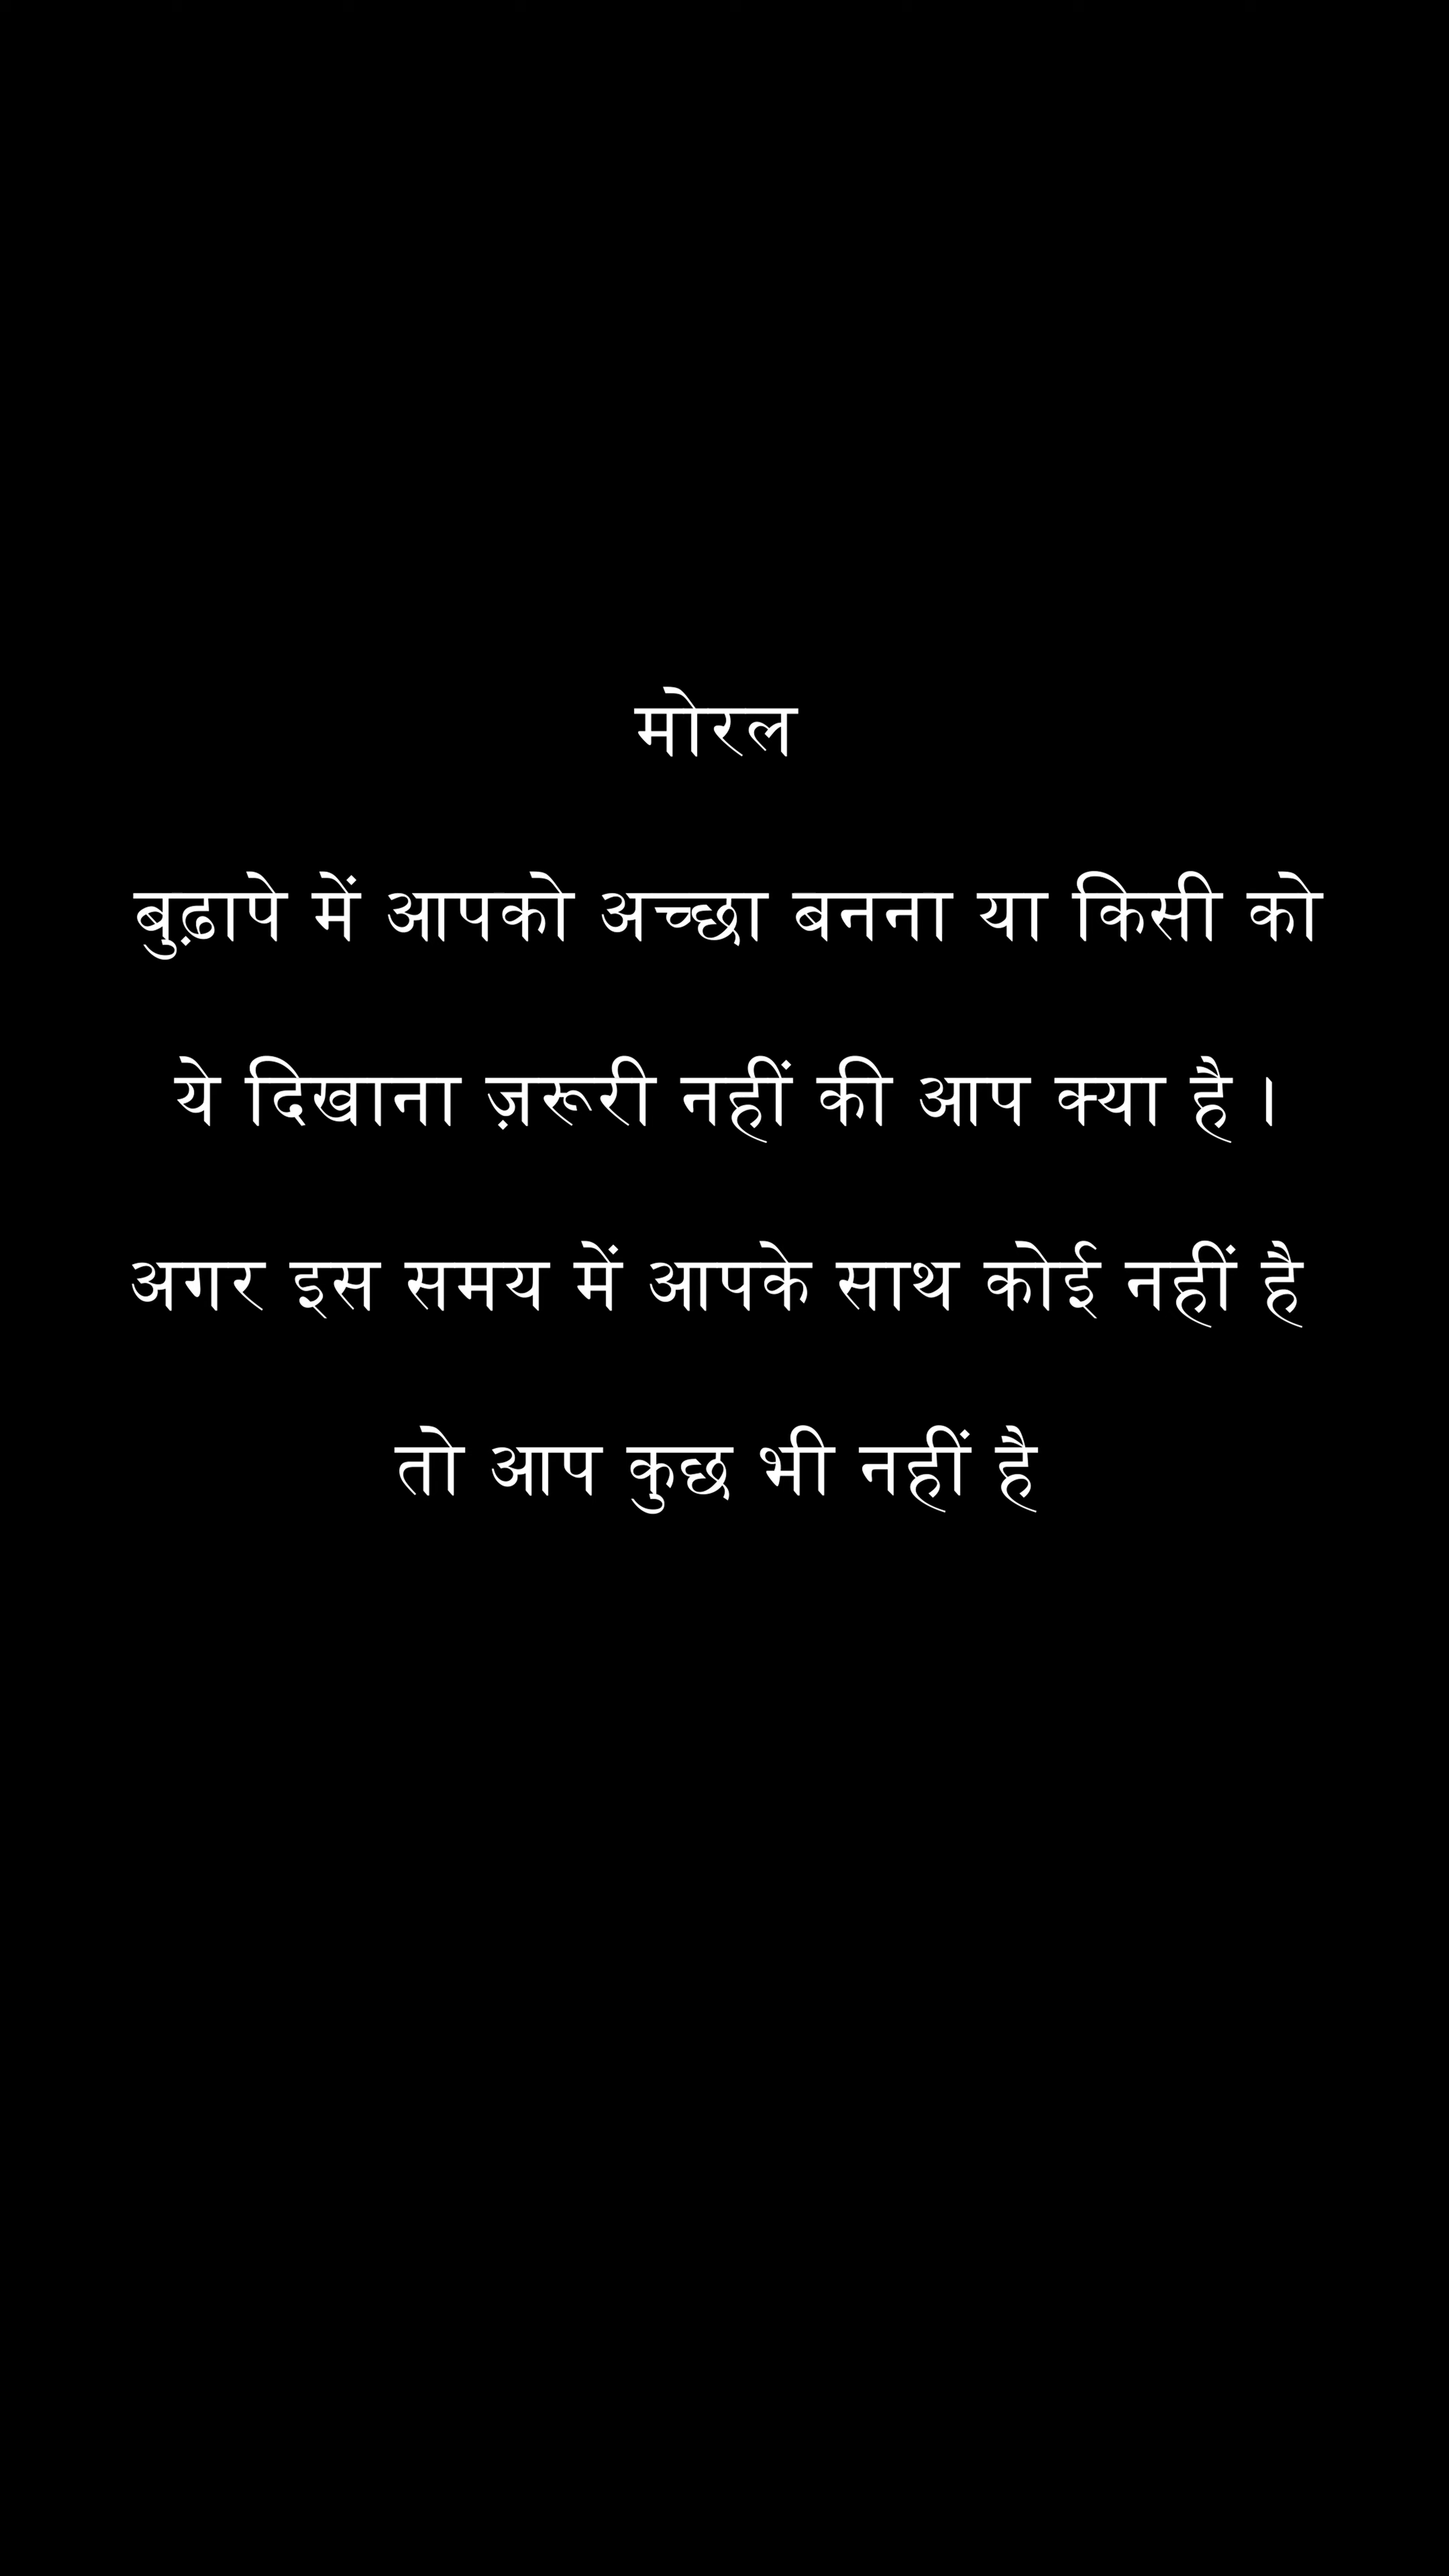 मोरल
बुढ़ापे में आपको अच्छा बनना या किसी को
ये दिखाना ज़रूरी नहीं की आप क्या है ।
अगर इस समय में आपके साथ कोई नहीं है
तो आप कुछ भी नहीं है